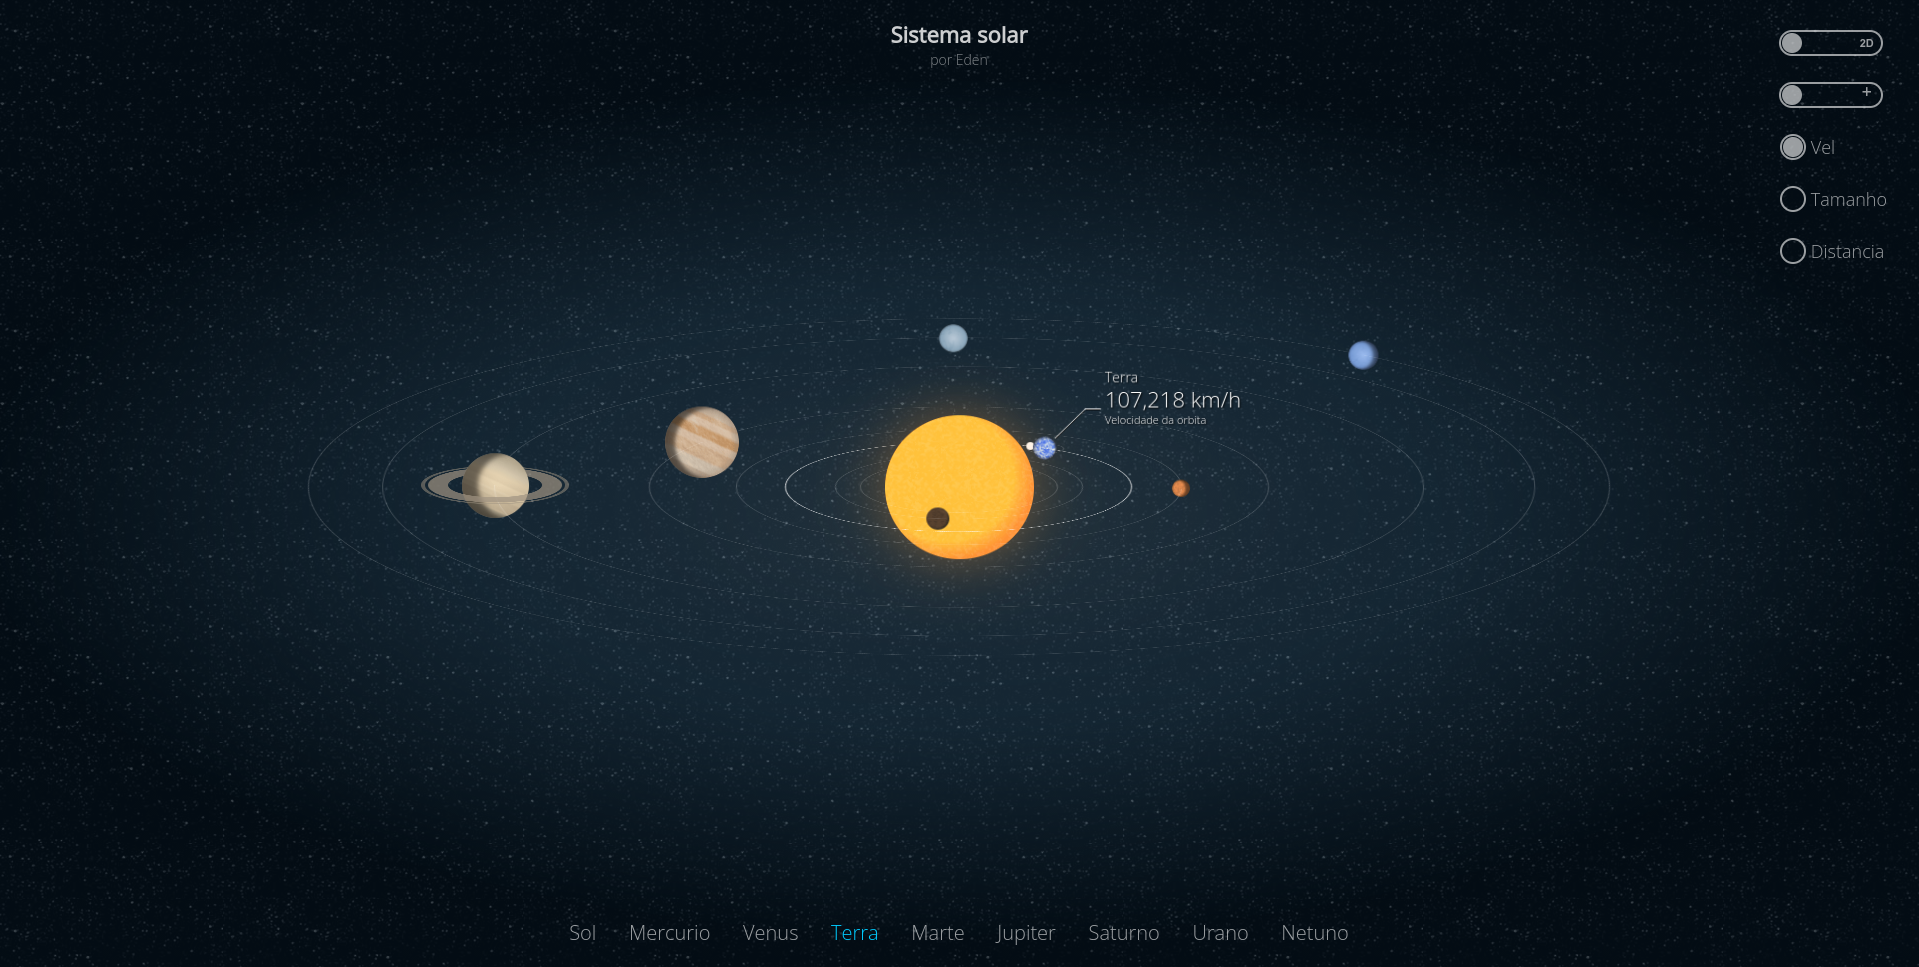 Sistema solar
por Eden
2D
+
Vel
Tamanho
Distancia
Terra
107,218 km/h
Velocidade da orbita
Sol Mercurio Venus Terra Marte Jupiter Saturno Urano Netuno